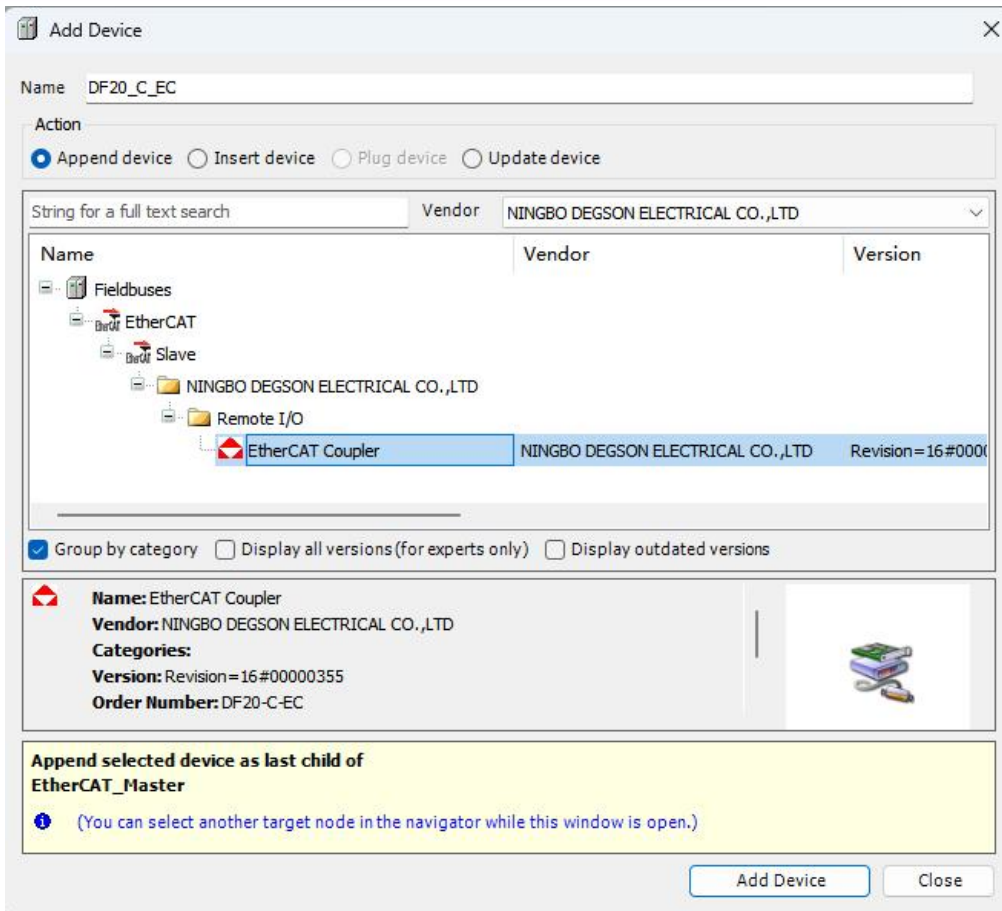 Add Device
Name DF20_C_EC
Action
Append device Insert device Plug device Update device
String for a full text search Vendor NINGBO DEGSON ELECTRICAL CO.,LTD
Name Vendor Version
Fieldbuses
EtherCAT EtherCAT
EtherCAT Slave
NINGBO DEGSON ELECTRICAL CO.,LTD
Remote I/O
EtherCAT Coupler NINGBO DEGSON ELECTRICAL CO.,LTD Revision=16#0000
Group by category Display all versions(for experts only) Display outdated versions
Name: EtherCAT Coupler
Vendor: NINGBO DEGSON ELECTRICAL CO.,LTD
Categories:
Version: Revision=16#00000355
Order Number: DF20-C-EC
Append selected device as last child of
EtherCAT_Master
(You can select another target node in the navigator while this window is open.)
Add Device Close